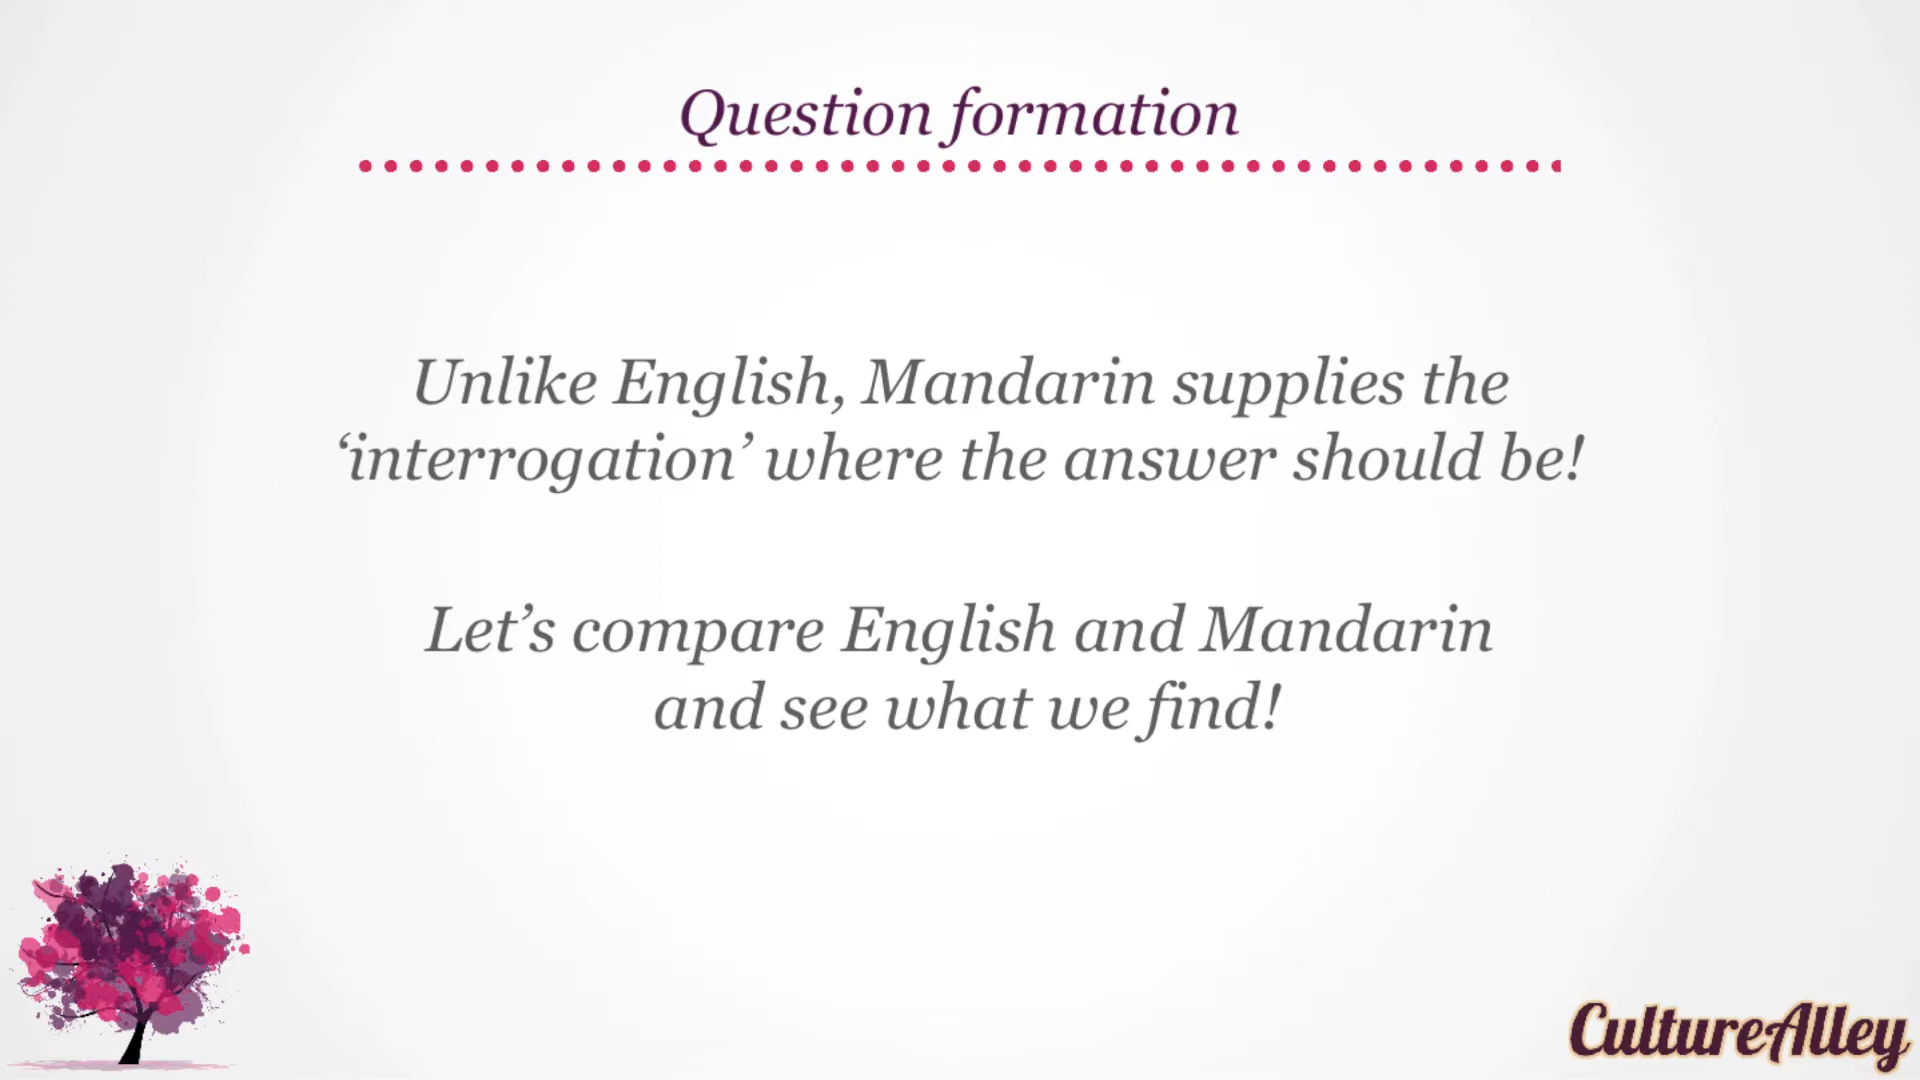 Question formation
Unlike English, Mandarin supplies the
‘interrogation’ where the answer should be!
Let’s compare English and Mandarin
and see what we find!
CultureAlley